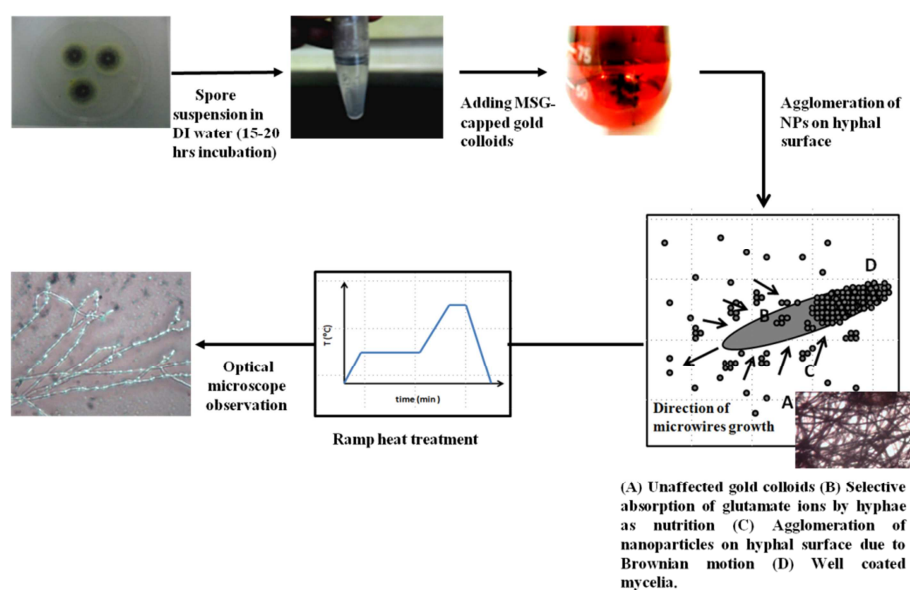 Spore
suspension in
DI water (15-20
hrs incubation)
Adding MSG-
capped gold
colloids
75
Agglomeration of
NPs on hyphal
surface
D
B
C
A
Direction of
microwires growth
T (°C)
time (min)
Optical
microscope
observation
Ramp heat treatment
(A) Unaffected gold colloids (B) Selective
absorption of glutamate ions by hyphae
as nutrition (C) Agglomeration of
nanoparticles on hyphal surface due to
Brownian motion (D) Well coated
mycelia.